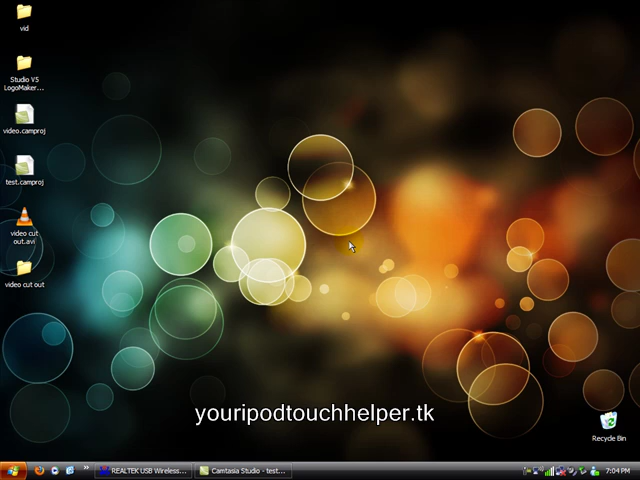 vid
Studio V5
LogoMaker...
video.camproj
test.camproj
video cut
out.avi
video cut out
youripodtouchhelper.tk
Recycle Bin
REALTEK USB Wireless...
Camtasia Studio - test...
7:04 PM